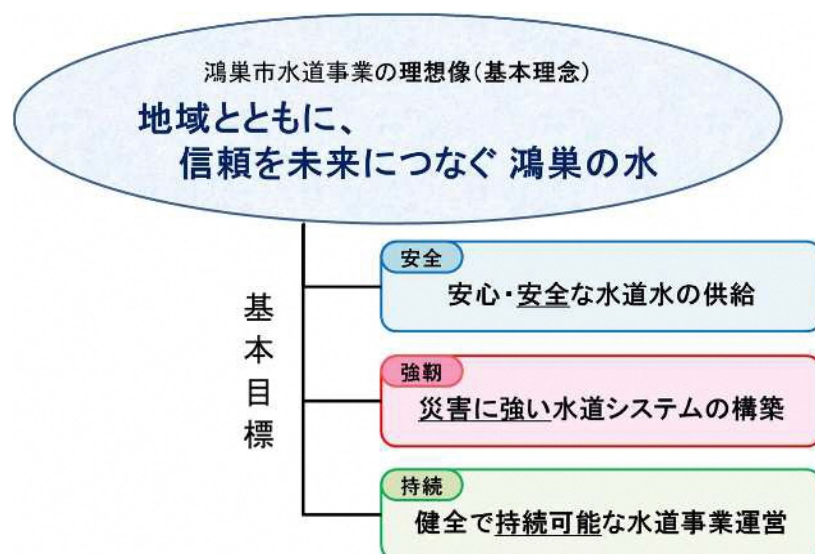 鴻巣市水道事業の理想像(基本理念)
地域とともに、
信頼を未来につなぐ 鴻巣の水
基本目標
安全
安心・安全な水道水の供給
強靭
災害に強い水道システムの構築
持続
健全で持続可能な水道事業運営